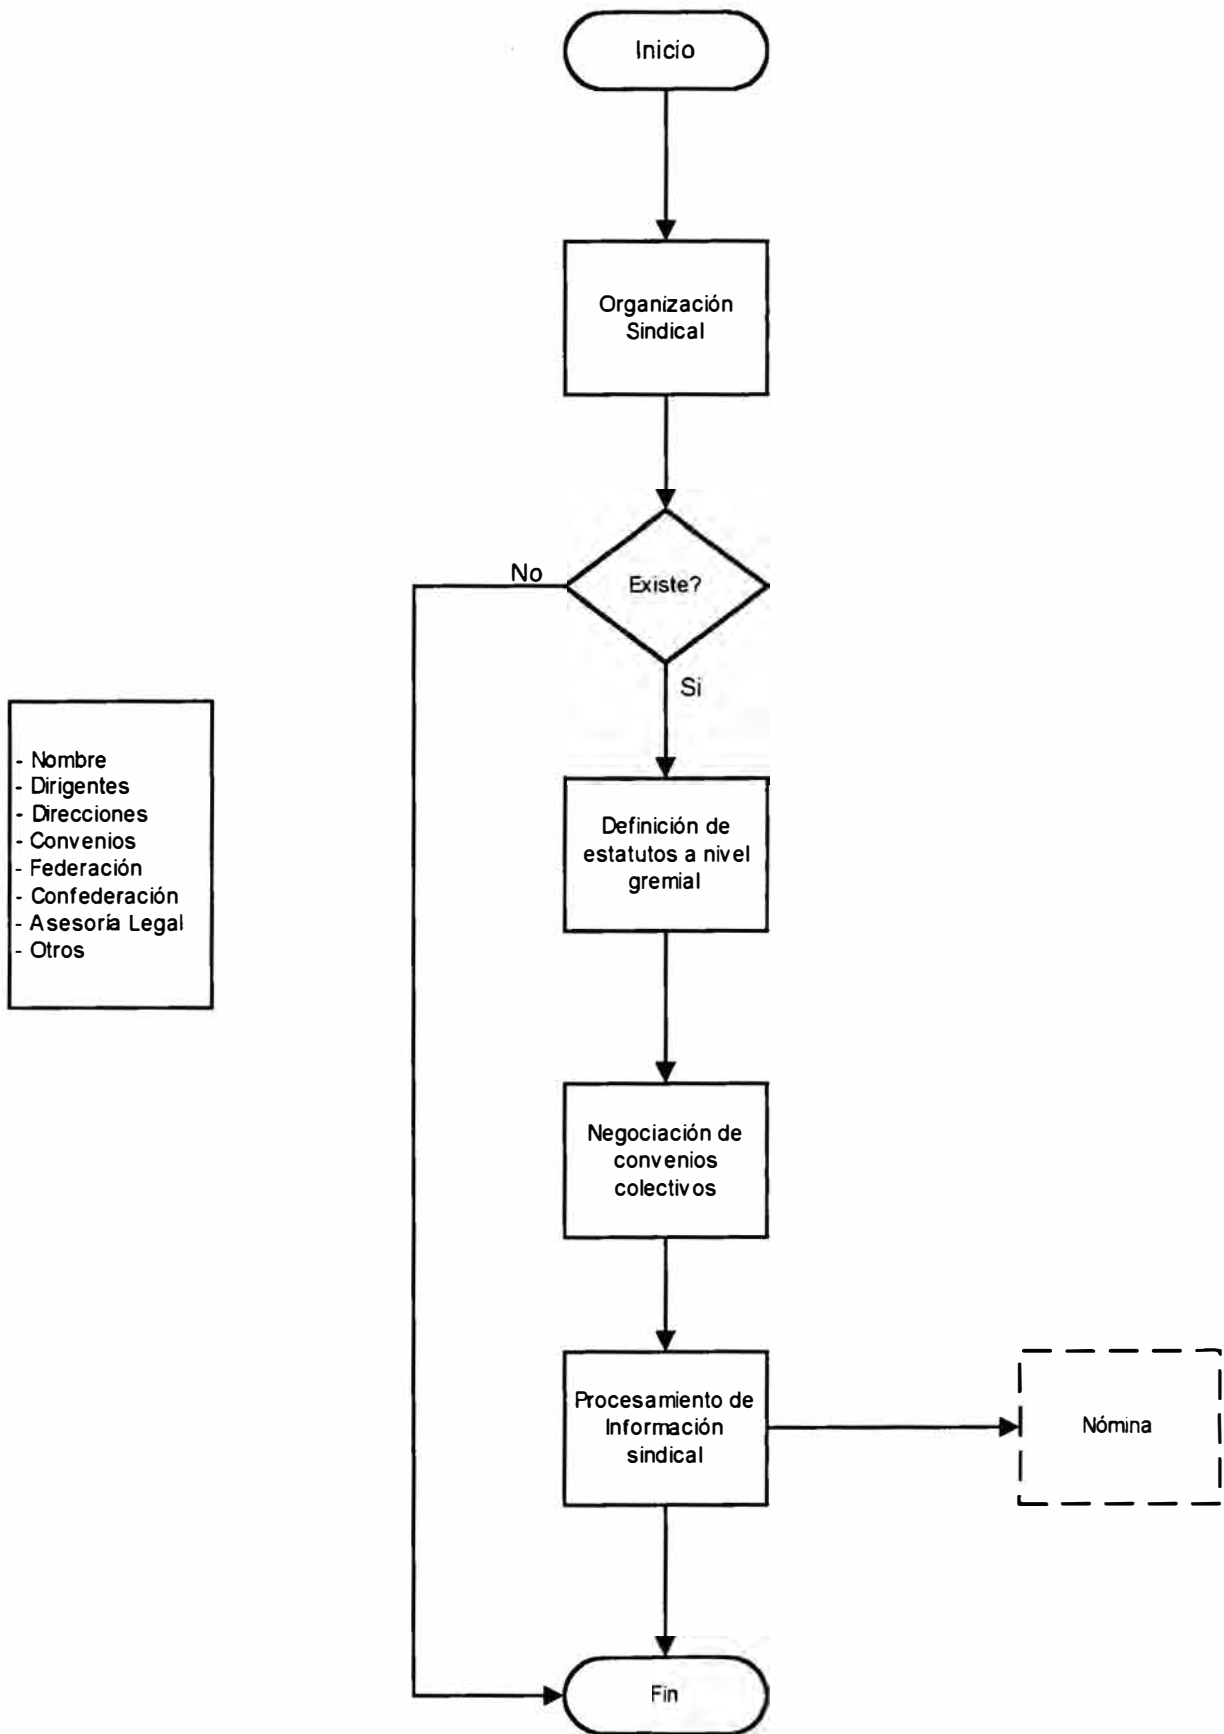 Inicio
Organización
Sindical
Existe?
No
Si
- Nombre
- Dirigentes
- Direcciones
- Convenios
- Federación
- Confederación
- Asesoría Legal
- Otros
Definición de
estatutos a nivel
gremial
Negociación de
convenios
colectivos
Procesamiento de
Información
sindical
Nómina
Fin